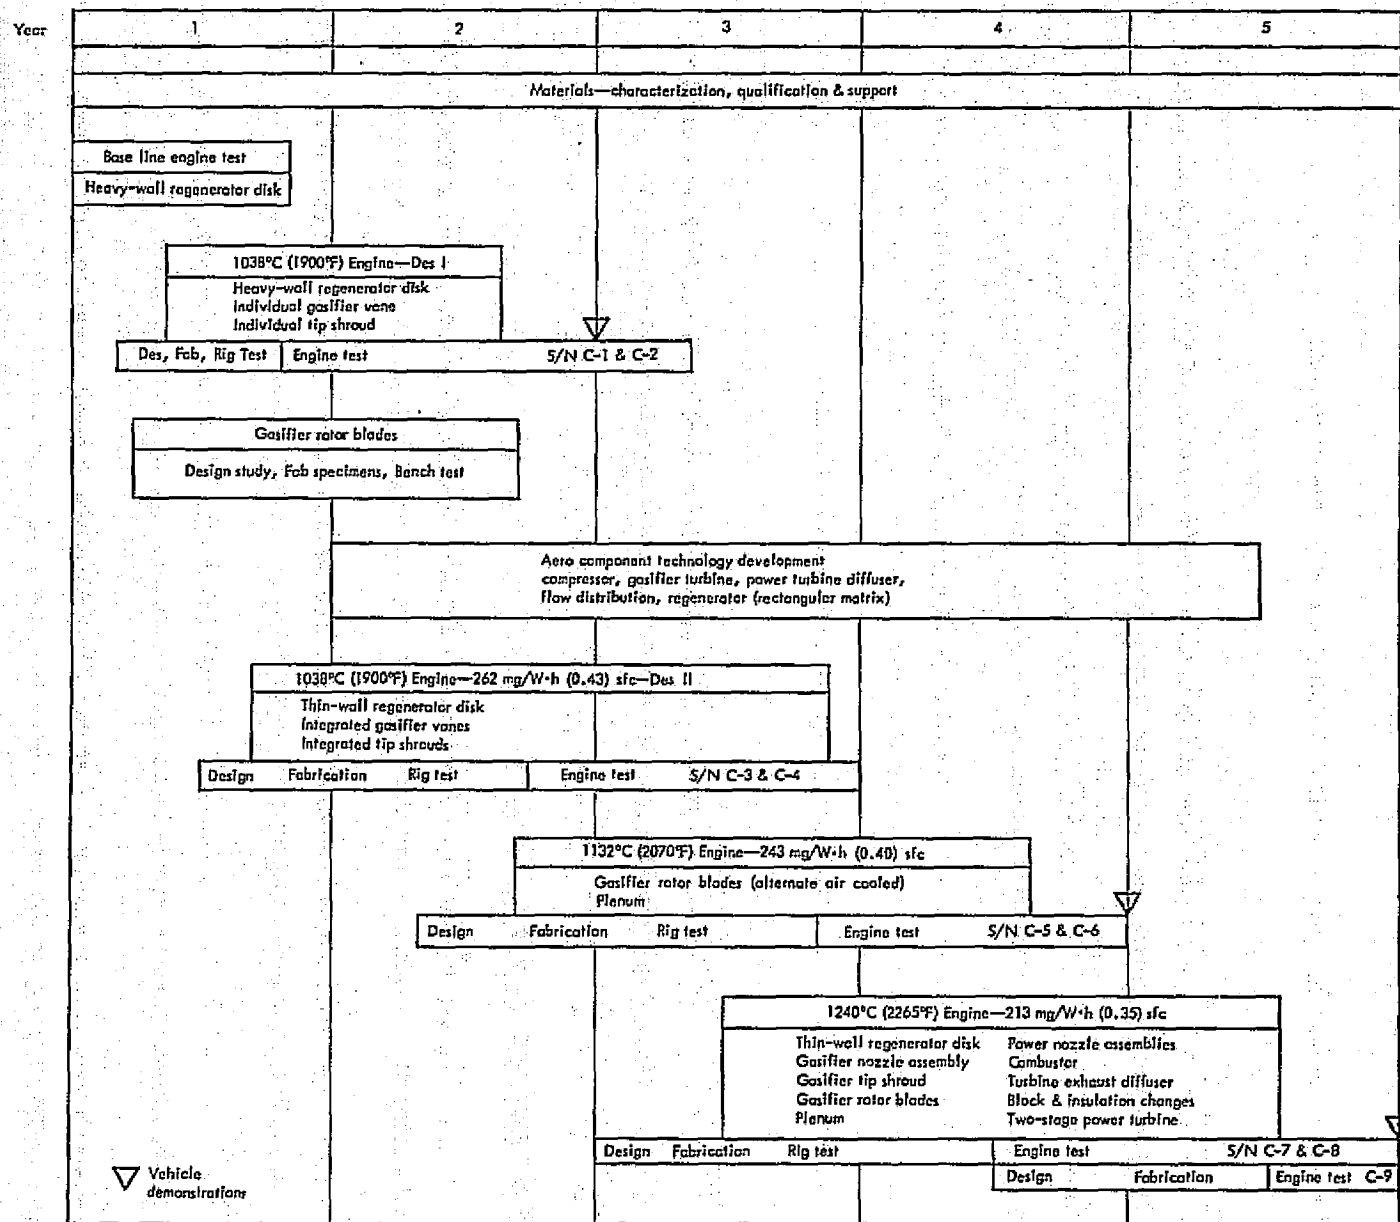 Year 1 2 3 4 5
Materials—characterization, qualification & support
Base line engine test
Heavy-wall regenerator disk
1038°C (1900°F) Engine—Des I
Heavy-wall regenerator disk
Individual gasifier vane
Individual tip shroud
Des, Fab, Rig Test Engine test S/N C-1 & C-2
Gasifier rotor blades
Design study, Fab specimens, Bench test
Aero component technology development
compressor, gasifier turbine, power turbine diffuser,
flow distribution, regenerator (rectangular matrix)
1038°C (1900°F) Engine—262 mg/W·h (0.43) sfc—Des II
Thin-wall regenerator disk
Integrated gasifier vanes
Integrated tip shrouds
Design Fabrication Rig test Engine test S/N C-3 & C-4
1132°C (2070°F) Engine—243 mg/W·h (0.40) sfc
Gasifier rotor blades (alternate air cooled)
Plenum
Design Fabrication Rig test Engine test S/N C-5 & C-6
1240°C (2265°F) Engine—213 mg/W·h (0.35) sfc
Thin-wall regenerator disk Power nozzle assemblies
Gasifier nozzle assembly Combustor
Gasifier tip shroud Turbine exhaust diffuser
Gasifier rotor blades Block & insulation changes
Plenum Two-stage power turbine
Design Fabrication Rig test Engine test S/N C-7 & C-8
Design Fabrication Engine test C-9
Vehicle
demonstrations